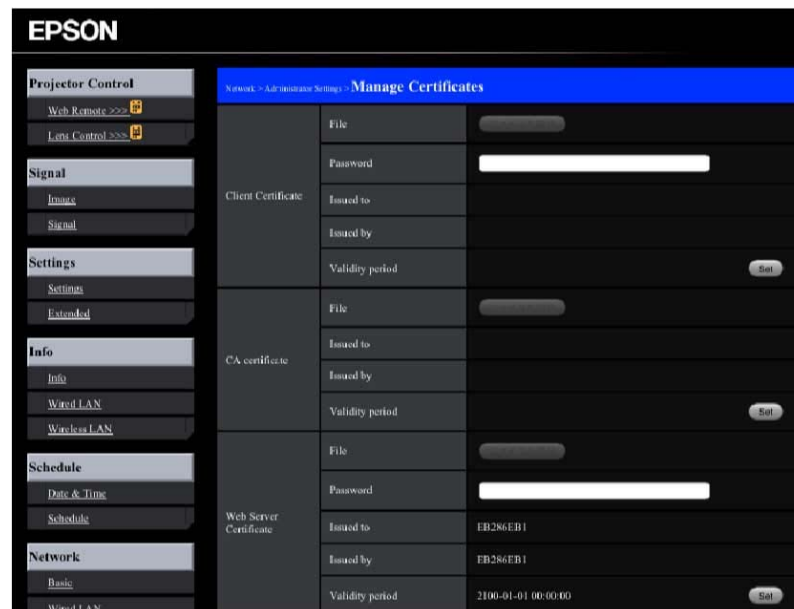 EPSON
Projector Control
Web Remote >>>
Lens Control >>>
Signal
Image
Signal
Settings
Settings
Extended
Info
Info
Wired LAN
Wireless LAN
Schedule
Date & Time
Schedule
Network
Basic
Wired LAN
Network > Administrator Settings > Manage Certificates
Client Certificate
File
Password
Issued to
Issued by
Validity period
Set
CA certificate
File
Issued to
Issued by
Validity period
Set
Web Server
Certificate
File
Password
Issued to
EB286EB1
Issued by
EB286EB1
Validity period
2100-01-01 00:00:00
Set